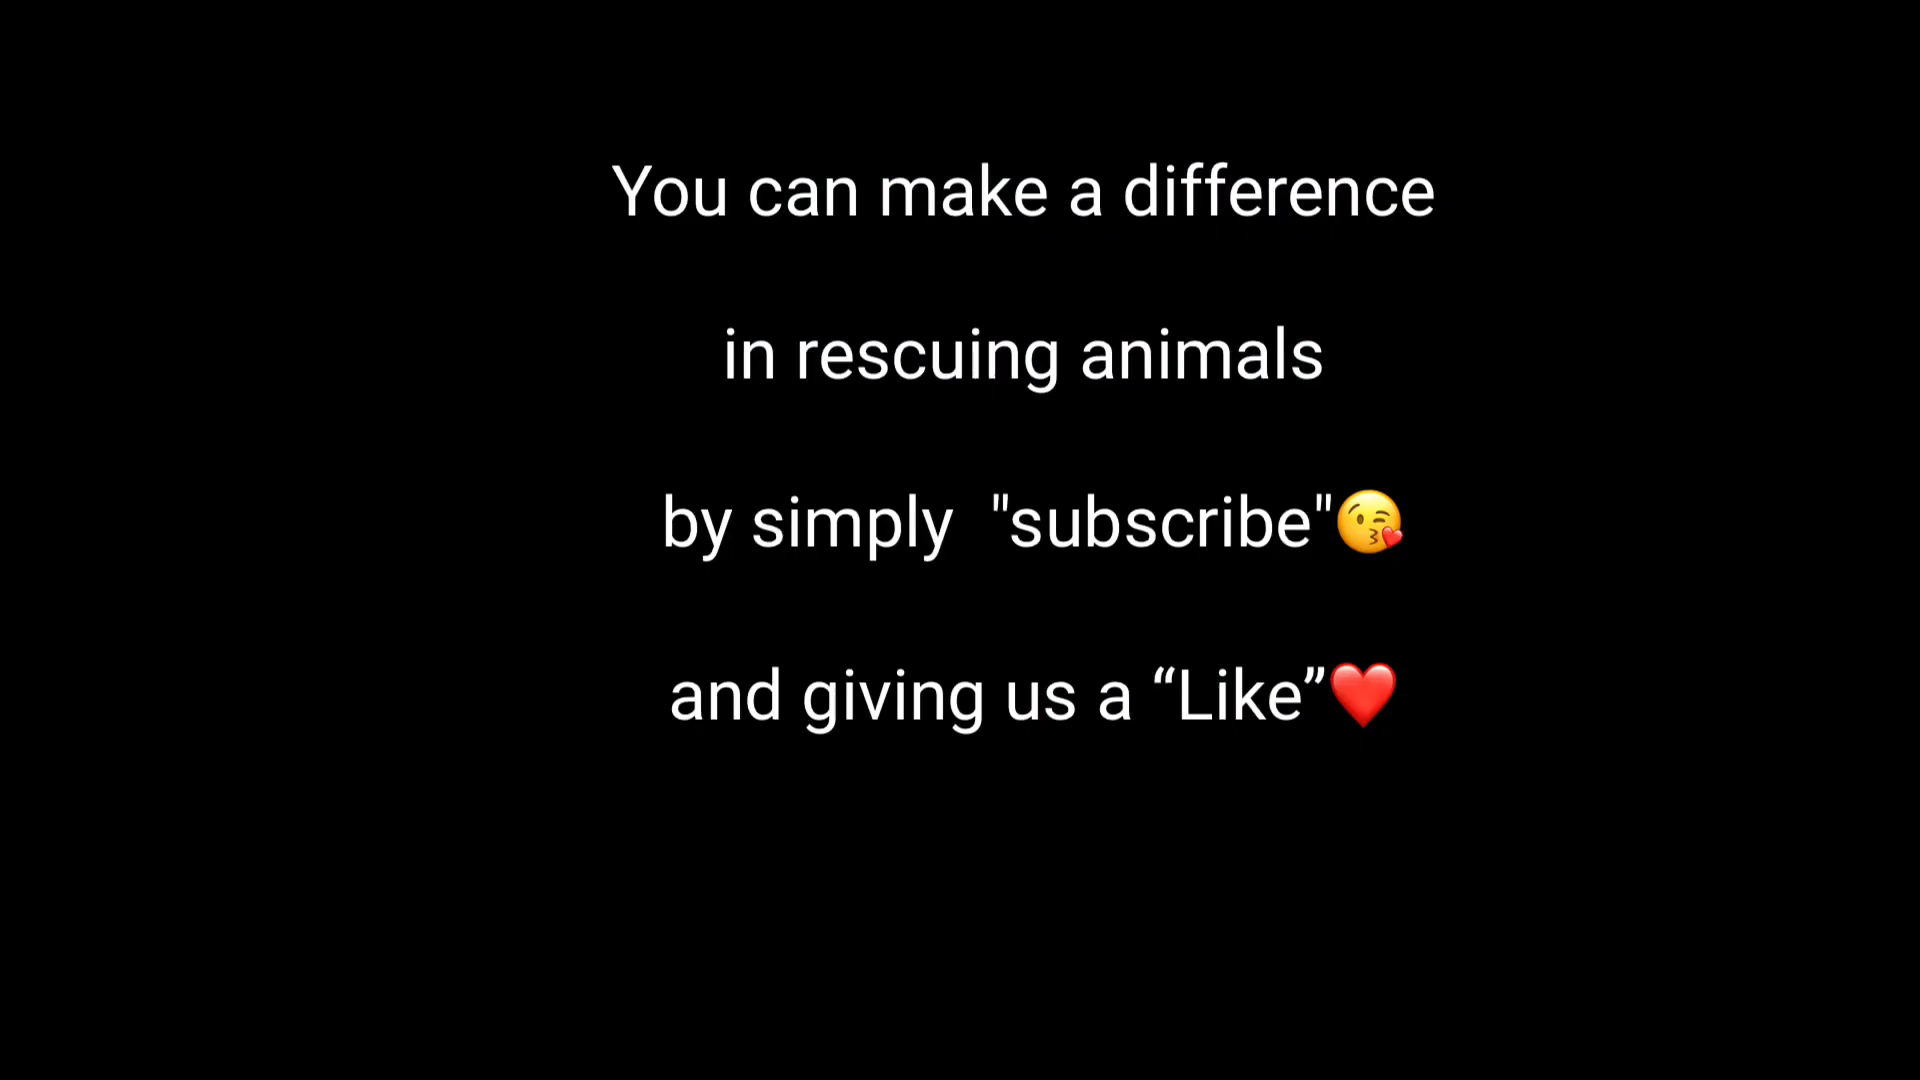 You can make a difference
in rescuing animals
by simply  "subscribe"😘
and giving us a “Like”❤️